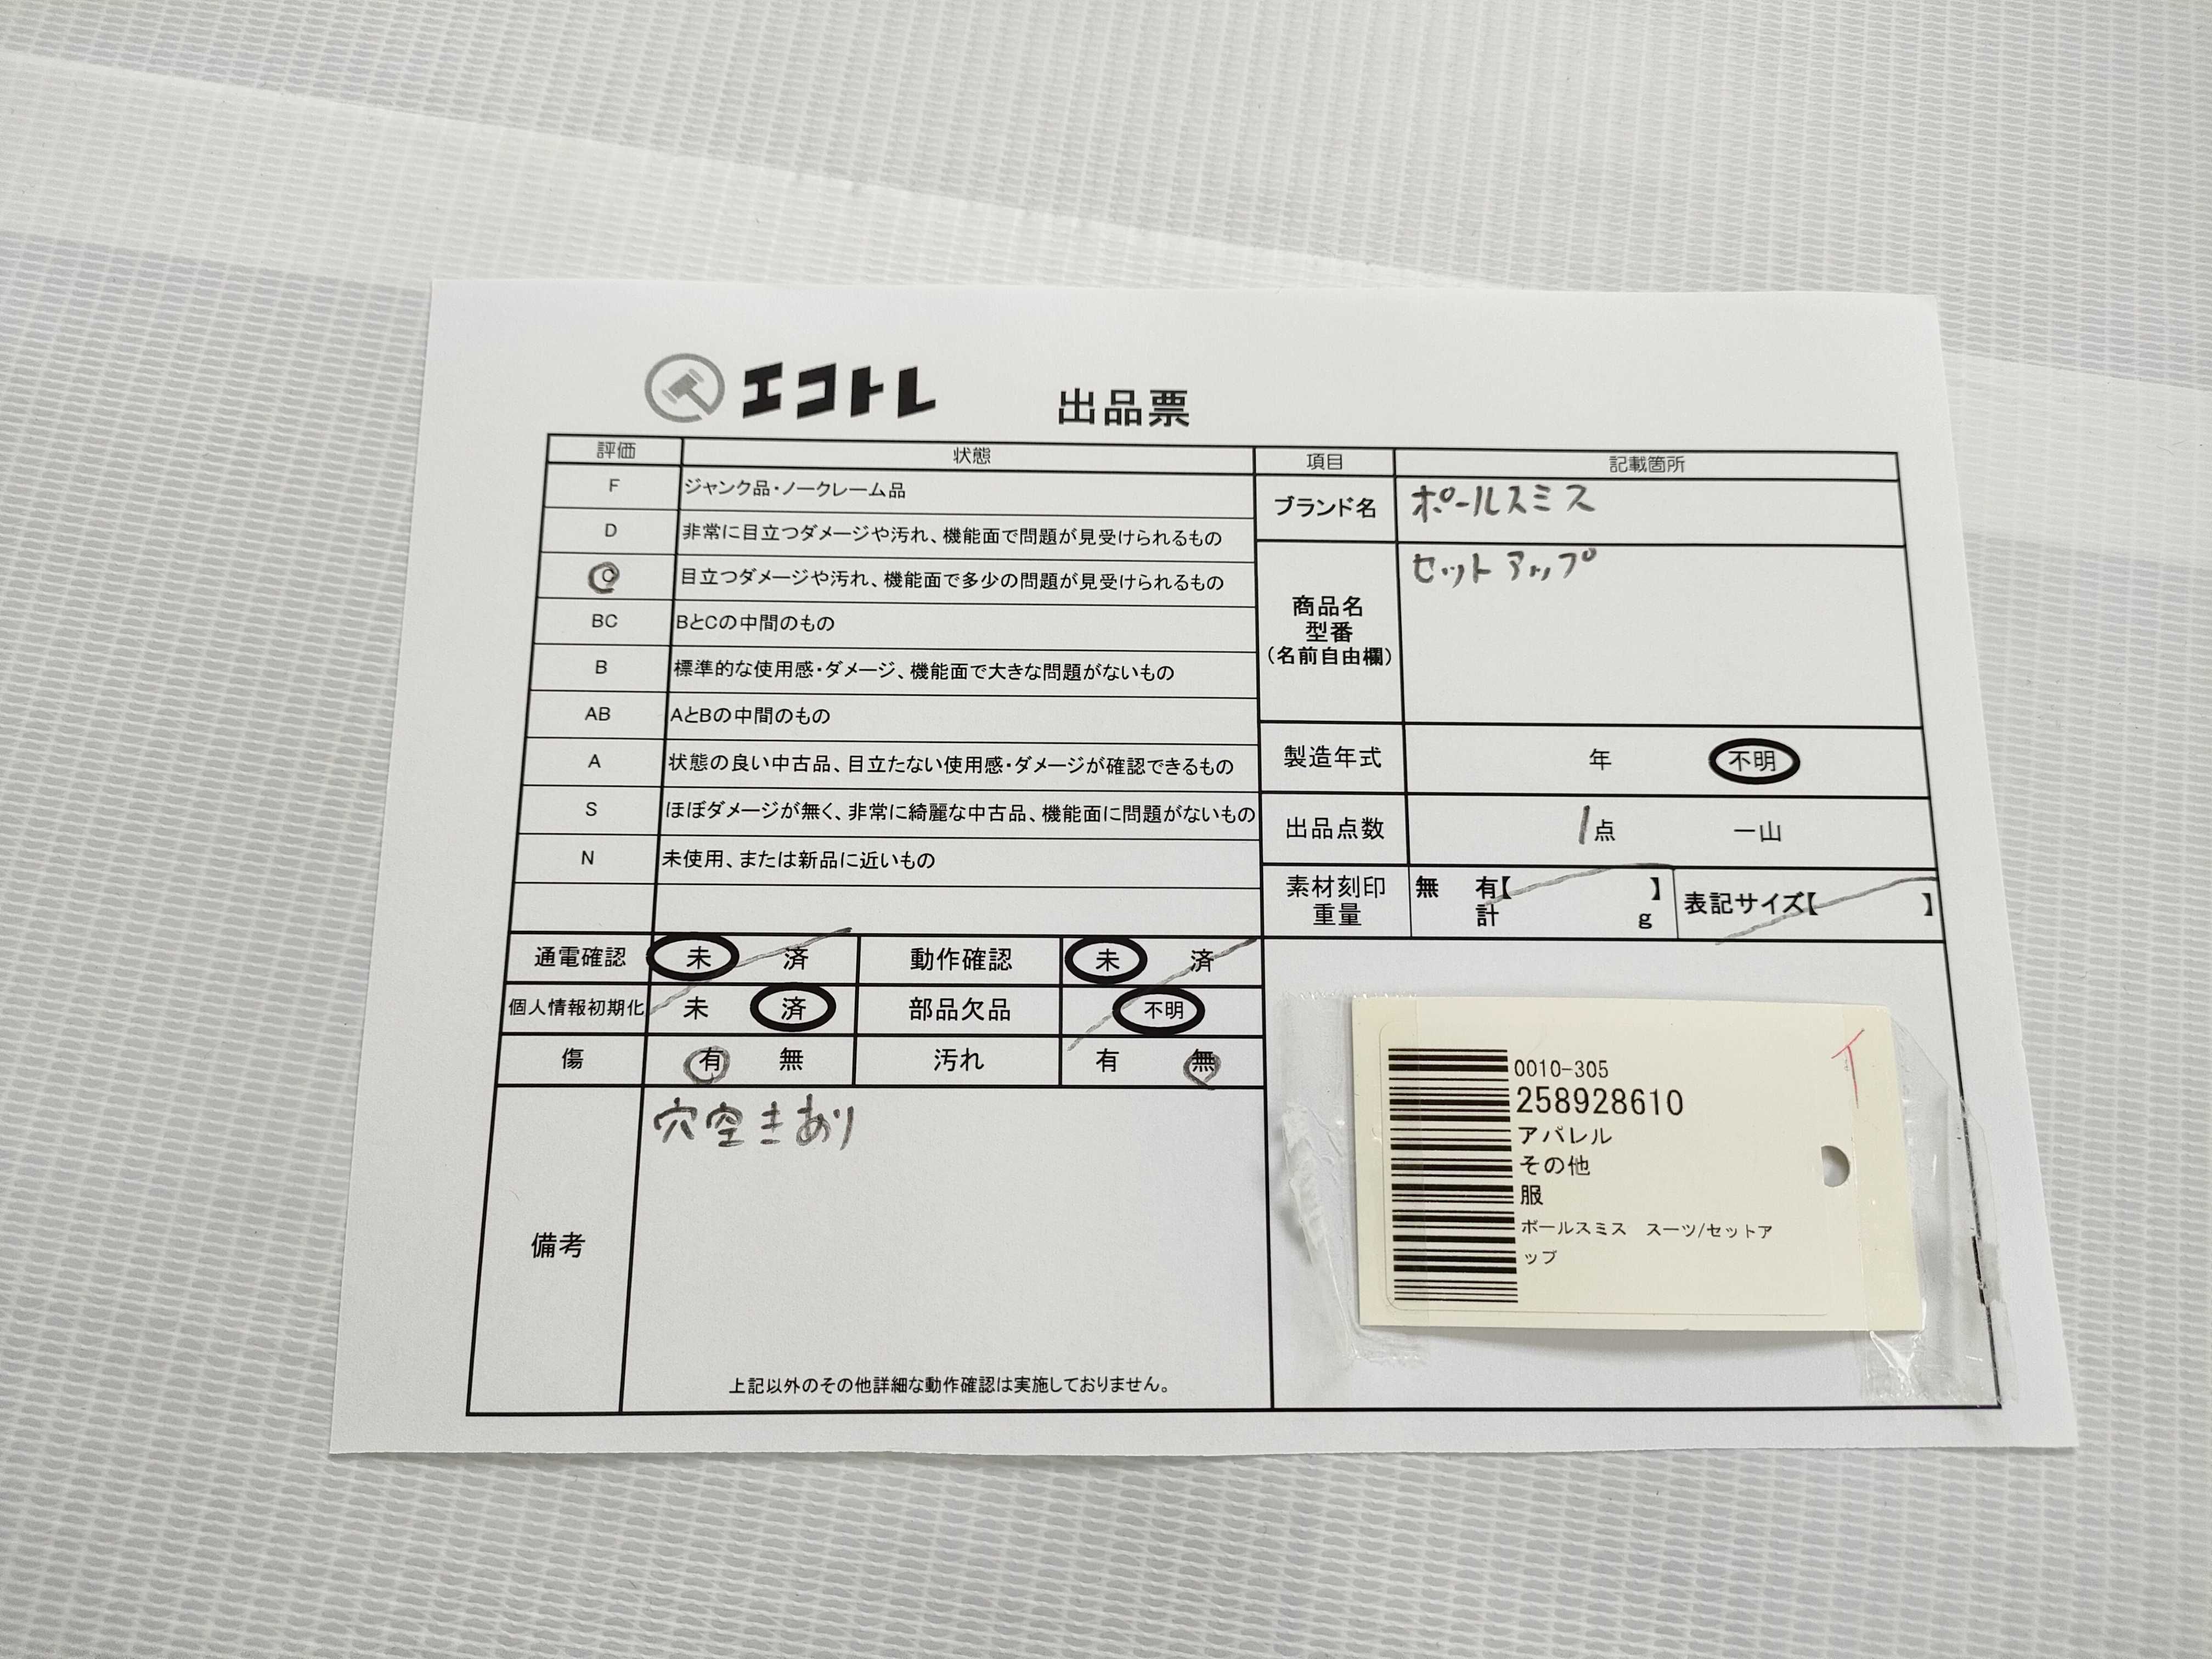 エコトレ 出品票
評価 状態
F ジャンク品・ノークレーム品
D 非常に目立つダメージや汚れ、機能面で問題が見受けられるもの
C 目立つダメージや汚れ、機能面で多少の問題が見受けられるもの
BC BとCの中間のもの
B 標準的な使用感・ダメージ、機能面で大きな問題がないもの
AB AとBの中間のもの
A 状態の良い中古品、目立たない使用感・ダメージが確認できるもの
S ほぼダメージが無く、非常に綺麗な中古品、機能面に問題がないもの
N 未使用、または新品に近いもの
項目 記載箇所
ブランド名 ポールスミス
商品名
型番
(名前自由欄)
セットアップ
製造年式 年 不明
出品点数 1点 一山
素材刻印 無 有【 】
重量 計 g
表記サイズ【 】
通電確認 未 済 動作確認 未 済
個人情報初期化 未 済 部品欠品 不明
傷 有 無 汚れ 有 無
備考
穴空きあり
上記以外のその他詳細な動作確認は実施しておりません。
0010-305
258928610
アパレル
その他
服
ポールスミス スーツ/セットア
ップ